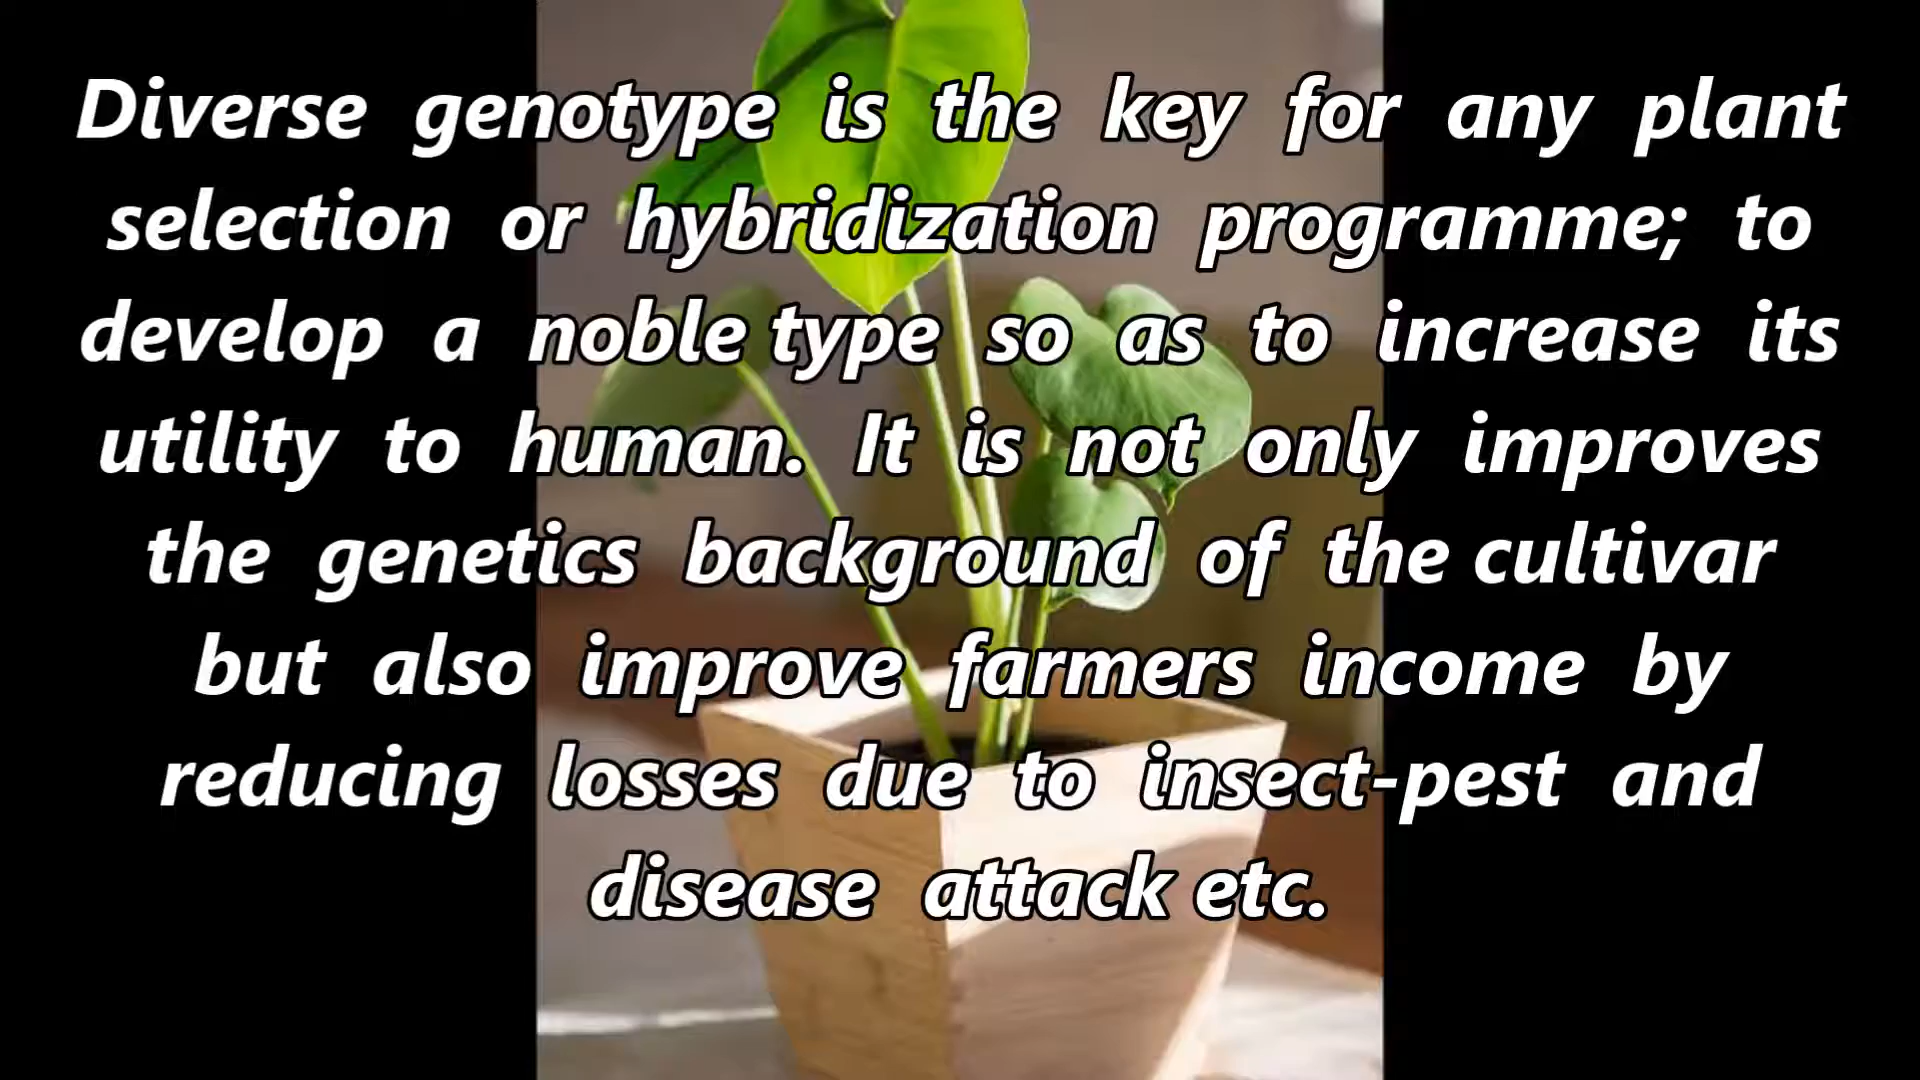 Diverse genotype is the key for any plant
selection or hybridization programme; to
develop a noble type so as to increase its
utility to human. It is not only improves
the genetics background of the cultivar
but also improve farmers income by
reducing losses due to insect-pest and
disease attack etc.